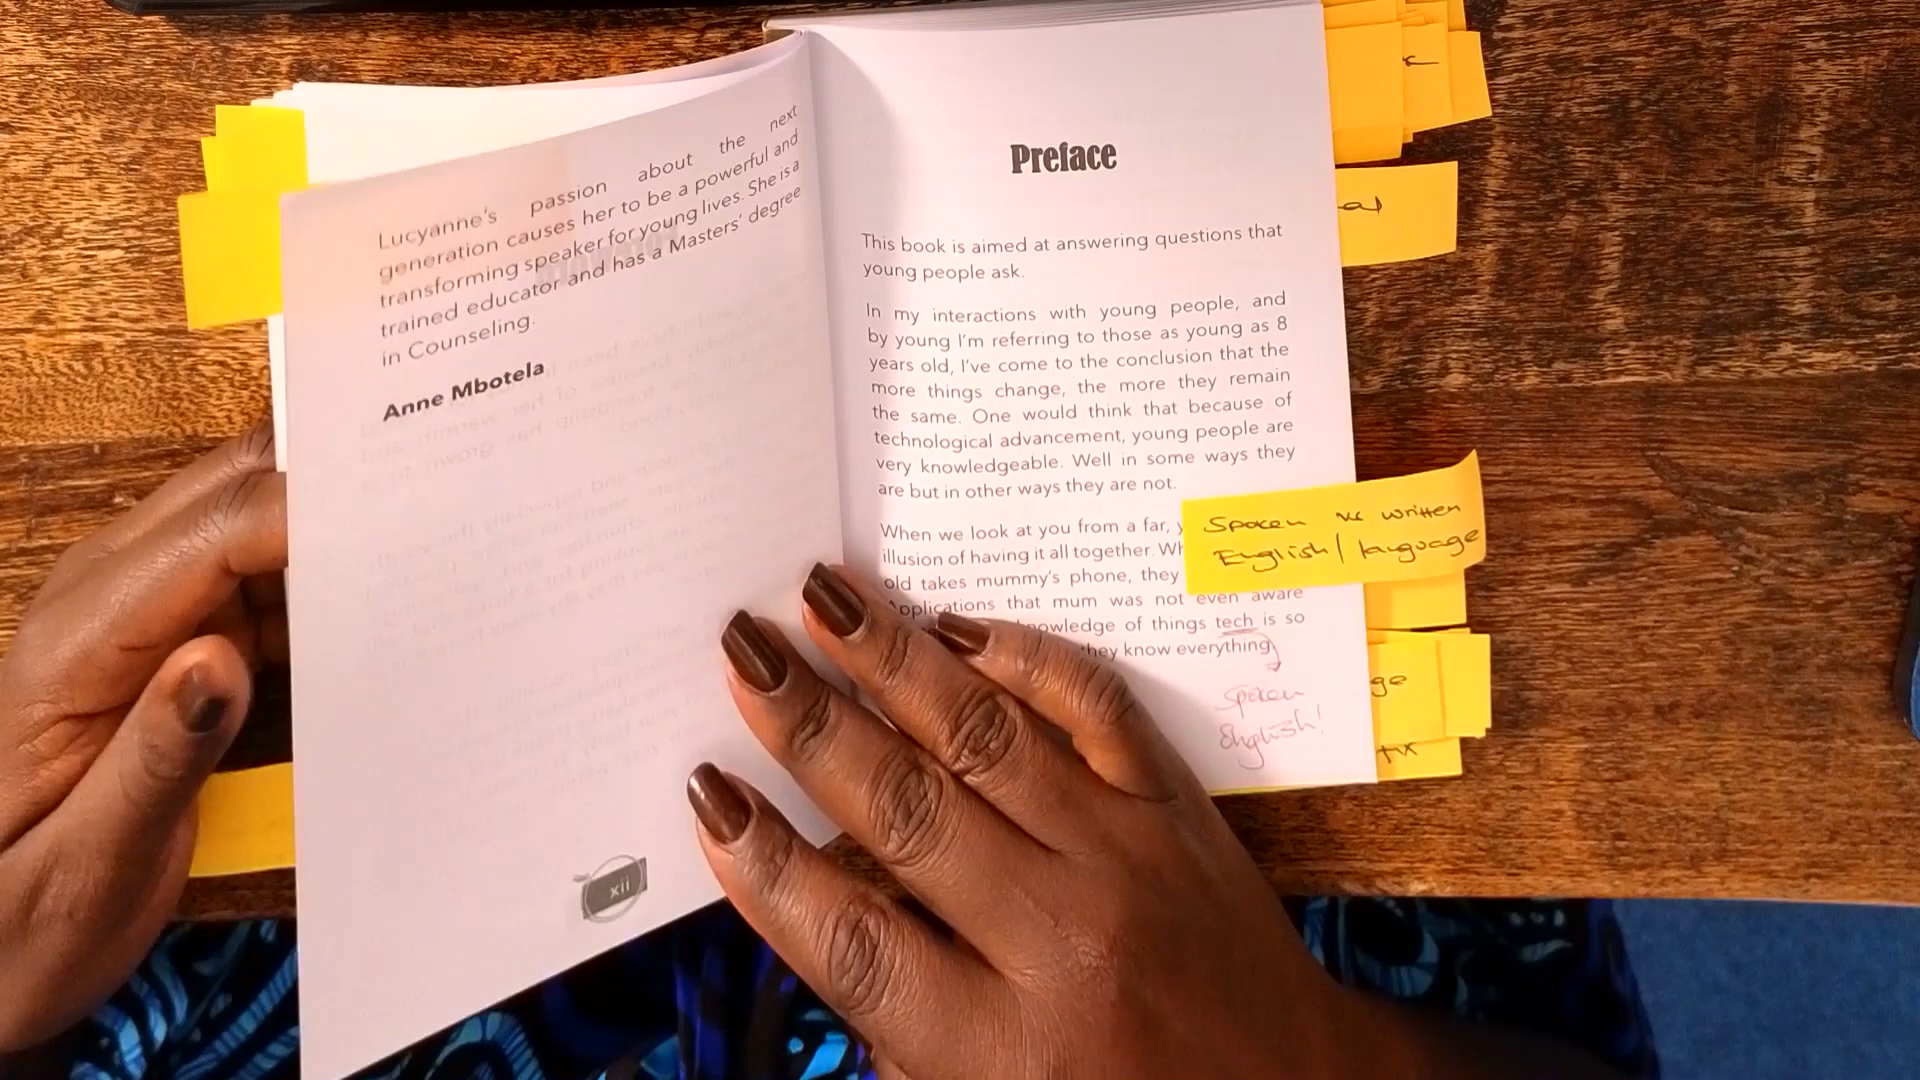 Lucyanne's passion about the next
generation causes her to be a powerful and
transforming speaker for young lives. She is a
trained educator and has a Masters' degree
in Counseling.
Anne Mbotela
xii
Preface
This book is aimed at answering questions that
young people ask.
In my interactions with young people, and
by young I'm referring to those as young as 8
years old, I've come to the conclusion that the
more things change, the more they remain
the same. One would think that because of
technological advancement, young people are
very knowledgeable. Well in some ways they
are but in other ways they are not.
When we look at you from a far,
illusion of having it all together.
old takes mummy's phone, they
applications that mum was not even aware
of things tech is so
they know everything
Spoken
English!
Spoken vs written
English / language